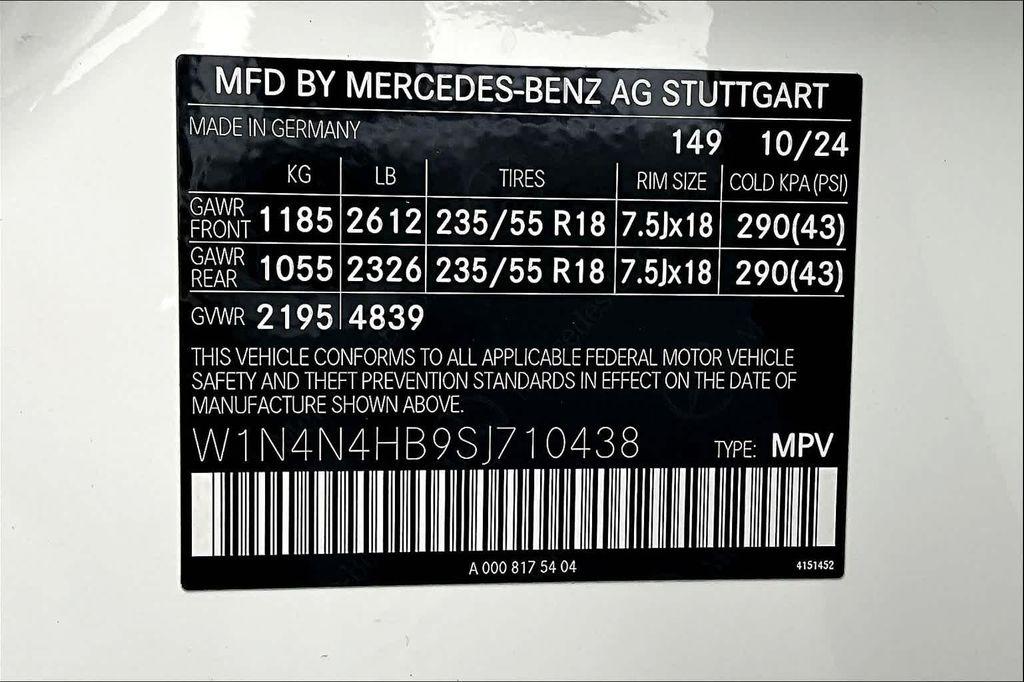 MFD BY MERCEDES-BENZ AG STUTTGART
MADE IN GERMANY 149 10/24
KG LB TIRES RIM SIZE COLD KPA (PSI)
GAWR FRONT 1185 2612 235/55 R18 7.5Jx18 290(43)
GAWR REAR 1055 2326 235/55 R18 7.5Jx18 290(43)
GVWR 2195 4839
THIS VEHICLE CONFORMS TO ALL APPLICABLE FEDERAL MOTOR VEHICLE
SAFETY AND THEFT PREVENTION STANDARDS IN EFFECT ON THE DATE OF
MANUFACTURE SHOWN ABOVE.
W1N4N4HB9SJ710438 TYPE: MPV
A 000 817 54 04 4151452